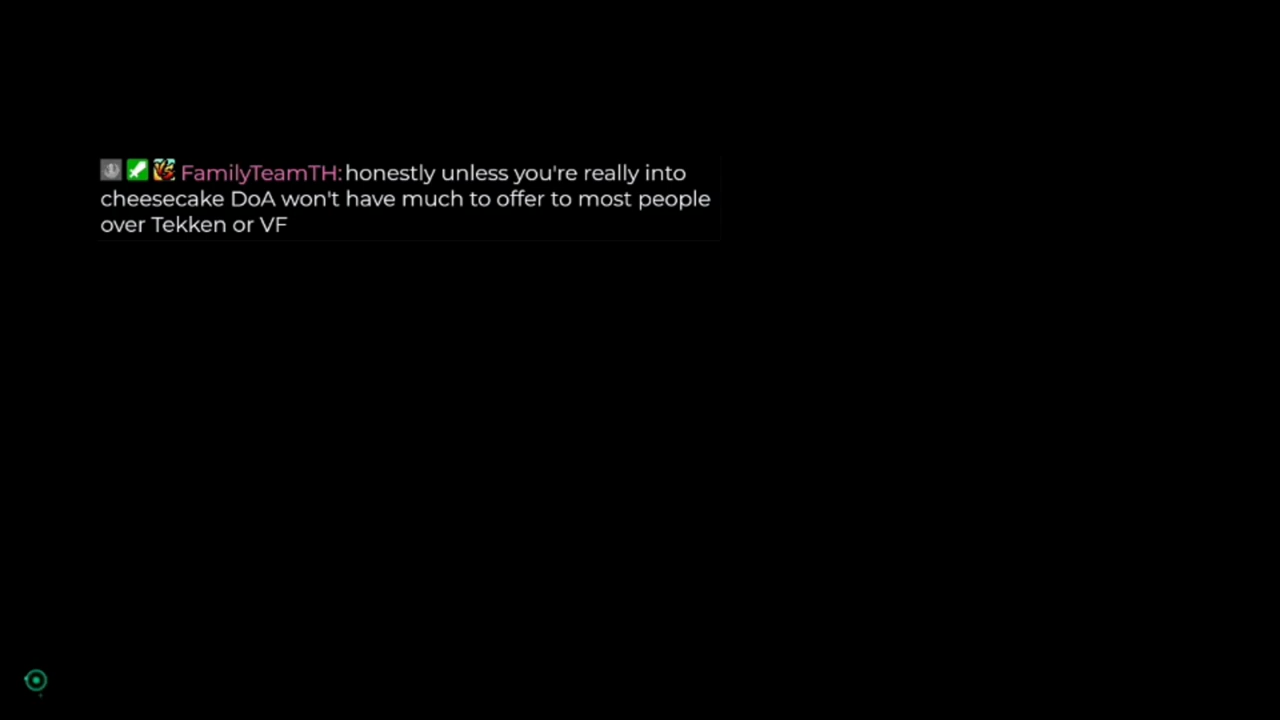 FamilyTeamTH: honestly unless you're really into
cheesecake DoA won't have much to offer to most people
over Tekken or VF